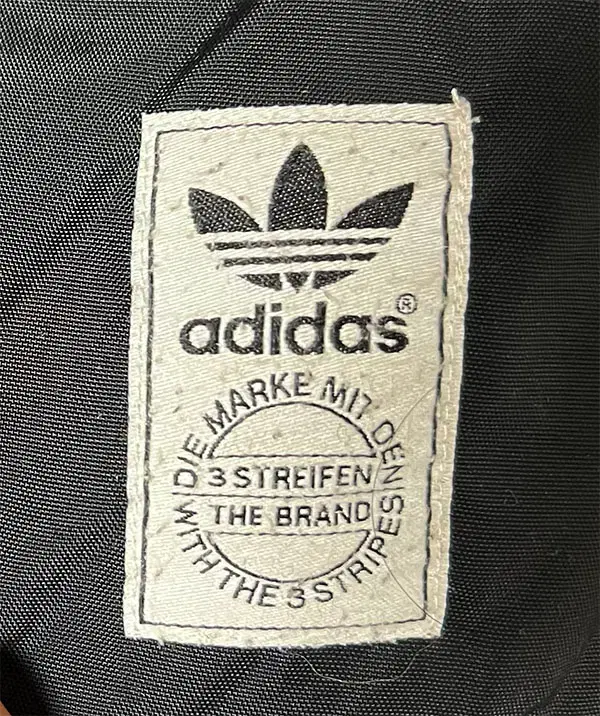 adidas®
DIE MARKE MIT DEN
3 STREIFEN
THE BRAND
WITH THE 3 STRIPES